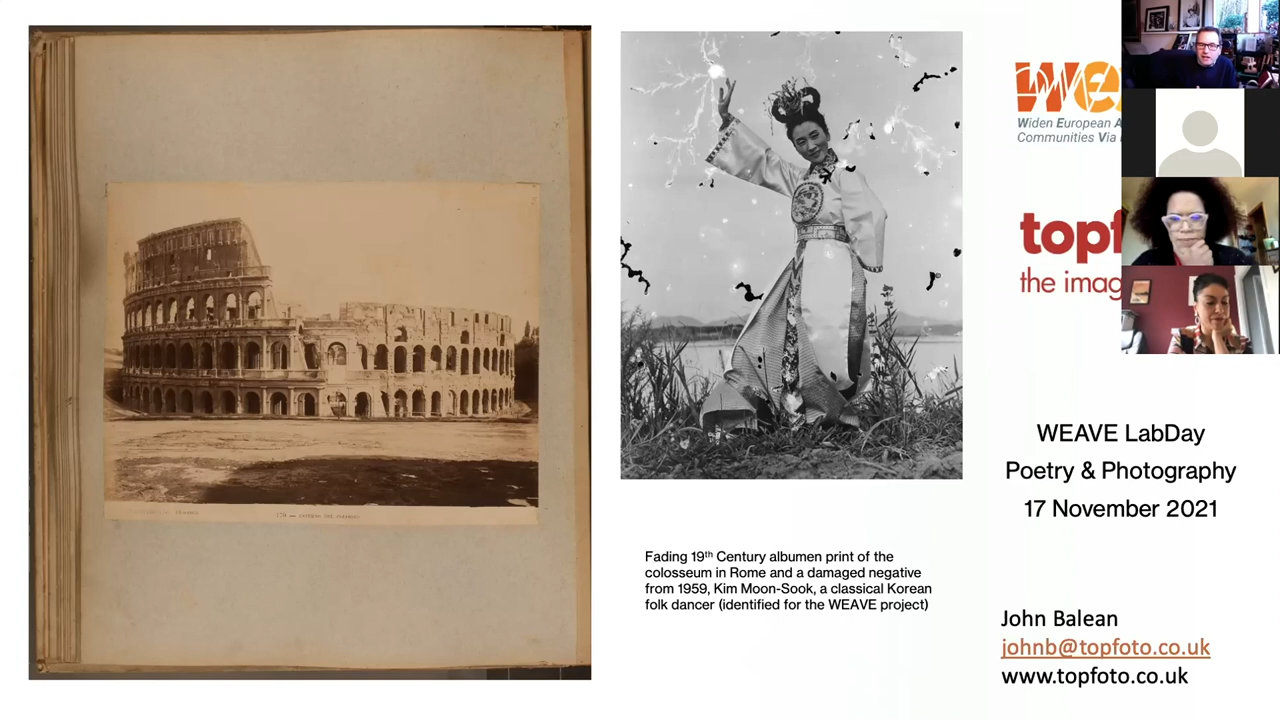 WE
Widen European A
Communities Via
topf
the imag
WEAVE LabDay
Poetry & Photography
17 November 2021
Fading 19th Century albumen print of the
colosseum in Rome and a damaged negative
from 1959, Kim Moon-Sook, a classical Korean
folk dancer (identified for the WEAVE project)
John Balean
johnb@topfoto.co.uk
www.topfoto.co.uk